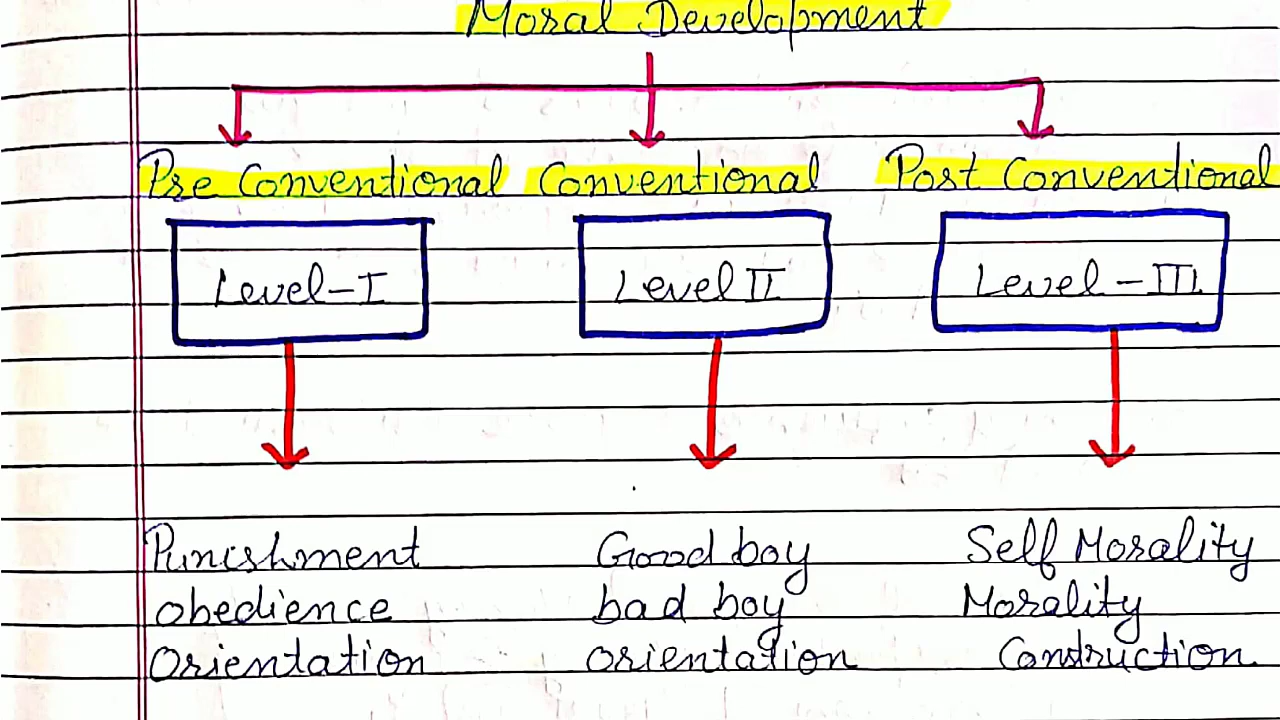 Moral Development
Pre Conventional Conventional Post Conventional
Level-I Level II Level-III
Punishment Good boy Self Morality
obedience bad boy Morality
Orientation orientation Construction